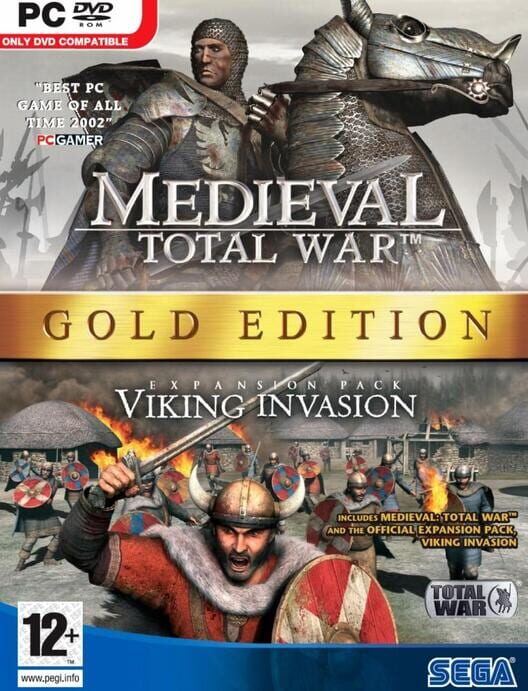 PC DVD
ROM
ONLY DVD COMPATIBLE
"BEST PC
GAME OF ALL
TIME 2002"
PCGAMER
MEDIEVAL
TOTAL WAR™
GOLD EDITION
EXPANSION PACK
VIKING INVASION
INCLUDES MEDIEVAL: TOTAL WAR™
AND THE OFFICIAL EXPANSION PACK,
VIKING INVASION
TOTAL
WAR
12+
™
www.pegi.info
SEGA